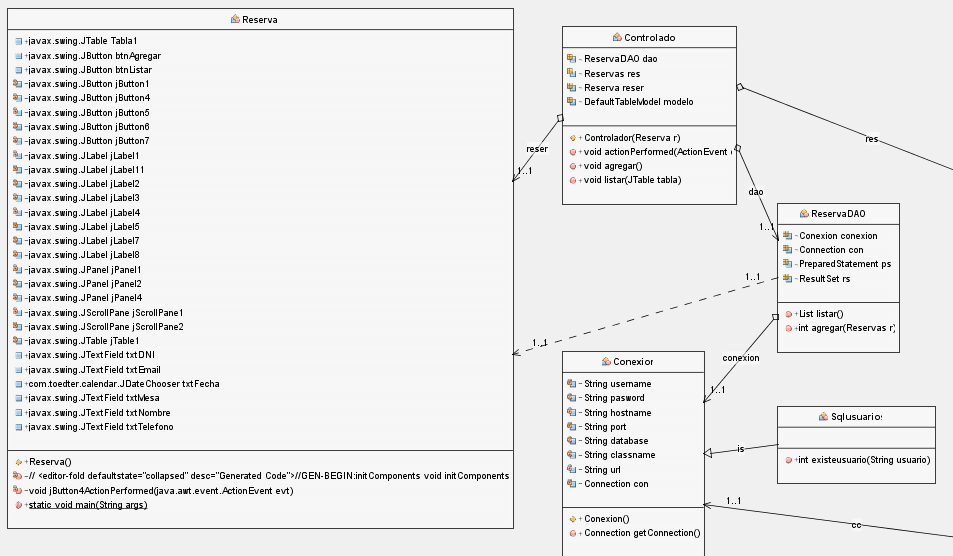 Reserva
+javax.swing.JTable Tabla1
+javax.swing.JButton btnAgregar
+javax.swing.JButton btnListar
-javax.swing.JButton jButton1
-javax.swing.JButton jButton4
-javax.swing.JButton jButton5
-javax.swing.JButton jButton6
-javax.swing.JButton jButton7
-javax.swing.JLabel jLabel1
-javax.swing.JLabel jLabel11
-javax.swing.JLabel jLabel2
-javax.swing.JLabel jLabel3
-javax.swing.JLabel jLabel4
-javax.swing.JLabel jLabel5
-javax.swing.JLabel jLabel7
-javax.swing.JLabel jLabel8
-javax.swing.JPanel jPanel1
-javax.swing.JPanel jPanel2
-javax.swing.JPanel jPanel4
-javax.swing.JScrollPane jScrollPane1
-javax.swing.JScrollPane jScrollPane2
-javax.swing.JTable jTable1
+javax.swing.JTextField txtDNI
+javax.swing.JTextField txtEmail
+com.toedter.calendar.JDateChooser txtFecha
+javax.swing.JTextField txtMesa
+javax.swing.JTextField txtNombre
+javax.swing.JTextField txtTelefono
+Reserva()
-// <editor-fold defaultstate="collapsed" desc="Generated Code">//GEN-BEGIN:initComponents void initComponents
-void jButton4ActionPerformed(java.awt.event.ActionEvent evt)
+static void main(String args)
Controlado
- ReservaDAO dao
- Reservas res
- Reserva reser
- DefaultTableModel modelo
+ Controlador(Reserva r)
+ void actionPerformed(ActionEvent
+ void agregar()
+ void listar(JTable tabla)
reser
1..1
res
dao
1..1
ReservaDAO
- Conexion conexion
- Connection con
- PreparedStatement ps
- ResultSet rs
+List listar()
+int agregar(Reservas r)
1..1
1..1
conexion
1..1
Conexior
- String username
- String pasword
- String hostname
- String port
- String database
- String classname
- String url
- Connection con
+ Conexion()
+ Connection getConnection()
Sqlusuarios
+int existeusuario(String usuario)
is
1..1
cc